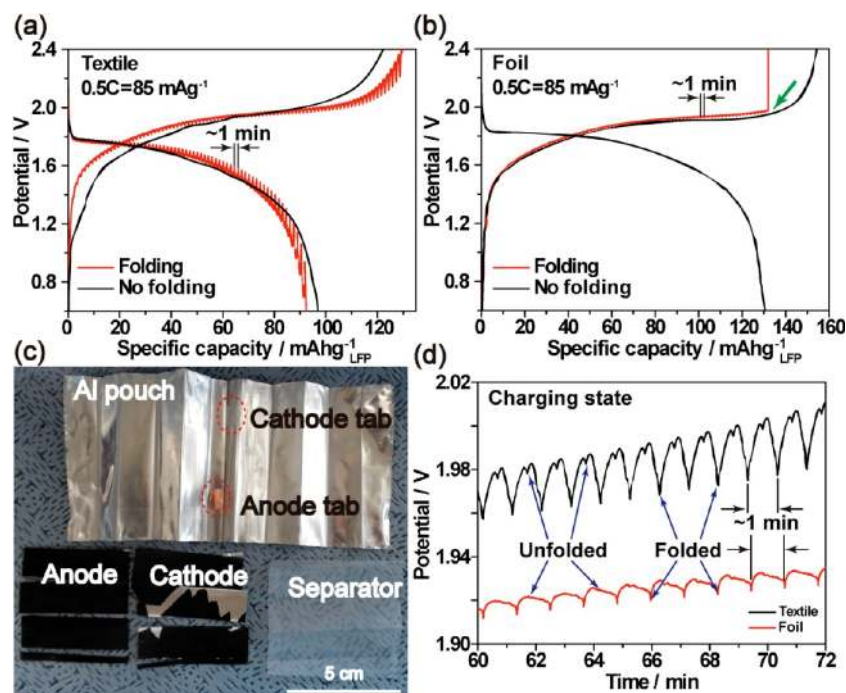 (a)
Textile
0.5C=85 mAg⁻¹
~1 min
Folding
No folding
Potential / V
2.4
2.0
1.6
1.2
0.8
0 20 40 60 80 100 120
Specific capacity / mAhg⁻¹LFP
(b)
Foil
0.5C=85 mAg⁻¹
~1 min
Folding
No folding
Potential / V
2.4
2.0
1.6
1.2
0.8
0 20 40 60 80 100 120 140 160
Specific capacity / mAhg⁻¹LFP
(c)
Al pouch
Cathode tab
Anode tab
Anode
Cathode
Separator
5 cm
(d)
Charging state
Unfolded
Folded
~1 min
Textile
Foil
Potential / V
2.02
1.98
1.94
1.90
60 62 64 66 68 70 72
Time / min